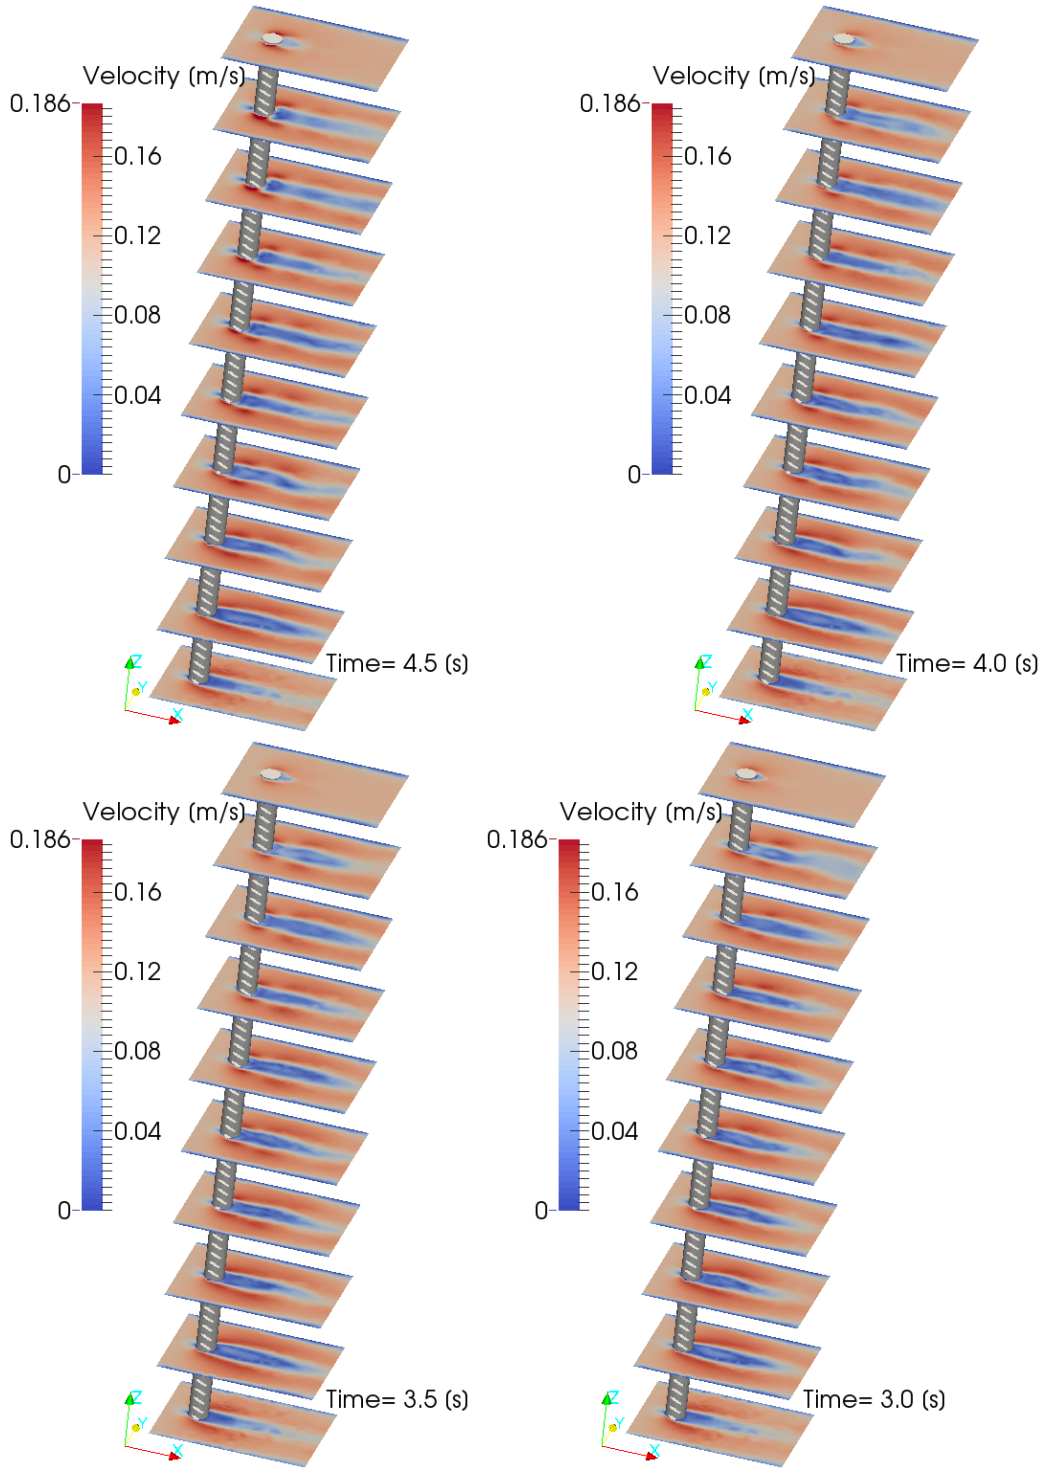 Velocity (m/s)
0.186
0.16
0.12
0.08
0.04
0
Z
Y
X
Time= 4.5 (s)
Velocity (m/s)
0.186
0.16
0.12
0.08
0.04
0
Z
Y
X
Time= 4.0 (s)
Velocity (m/s)
0.186
0.16
0.12
0.08
0.04
0
Z
Y
X
Time= 3.5 (s)
Velocity (m/s)
0.186
0.16
0.12
0.08
0.04
0
Z
Y
X
Time= 3.0 (s)